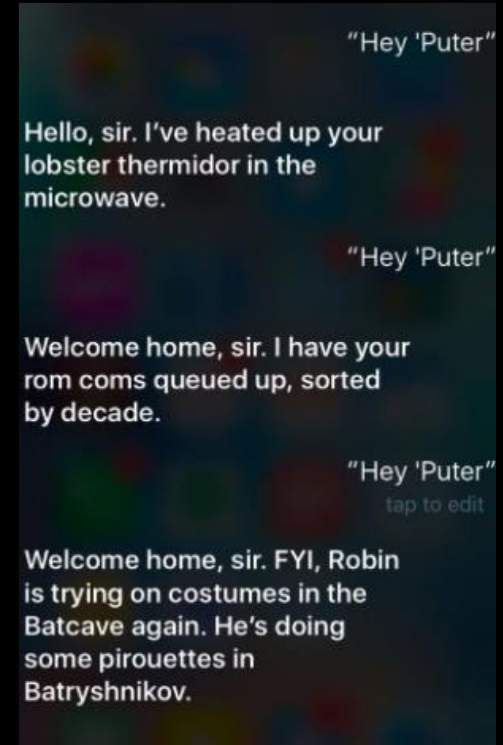 “Hey 'Puter”
Hello, sir. I’ve heated up your
lobster thermidor in the
microwave.
“Hey 'Puter”
Welcome home, sir. I have your
rom coms queued up, sorted
by decade.
“Hey 'Puter”
tap to edit
Welcome home, sir. FYI, Robin
is trying on costumes in the
Batcave again. He’s doing
some pirouettes in
Batryshnikov.